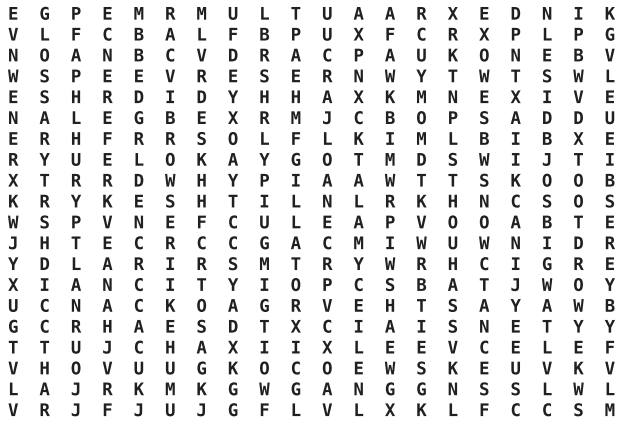 E G P E M R M U L T U A A R X E D N I K
V L F C B A L F B P U X F C R X P L P G
N O A N B C V D R A C P A U K O N E B V
W S P E E V R E S E R N W Y T W T S W L
E S H R D I D Y H H A X K M N E X I V E
N A L E G B E X R M J C B O P S A D D U
E R H F R R S O L F L K I M L B I B X E
R Y U E L O K A Y G O T M D S W I J T I
X T R R D W H Y P I A A W T T S K O O B
K R Y K E S H T I L N L R K H N C S O S
W S P V N E F C U L E A P V O O A B T E
J H T E C R C C G A C M I W U W N I D R
Y D L A R I R S M T R Y W R H C I G R E
X I A N C I T Y I O P C S B A T J W O Y
U C N A C K O A G R V E H T S A Y A W B
G C R H A E S D T X C I A I S N E T Y Y
T T U J C H A X I I X L E E V C E L E F
V H O V U U G K O C O E W S K E U V K V
L A J R K M K G W G A N G G N S S L W L
V R J F J U J G F L V L X K L F C C S M